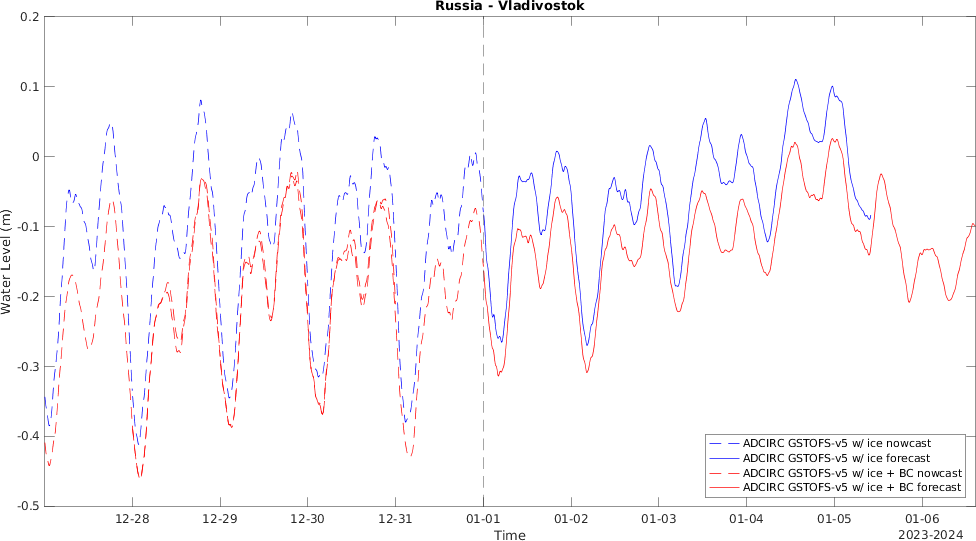 Russia - Vladivostok
0.2
0.1
0
-0.1
-0.2
-0.3
-0.4
-0.5
Water Level (m)
ADCIRC GSTOFS-v5 w/ ice nowcast
ADCIRC GSTOFS-v5 w/ ice forecast
ADCIRC GSTOFS-v5 w/ ice + BC nowcast
ADCIRC GSTOFS-v5 w/ ice + BC forecast
12-28 12-29 12-30 12-31 01-01 01-02 01-03 01-04 01-05 01-06
Time
2023-2024